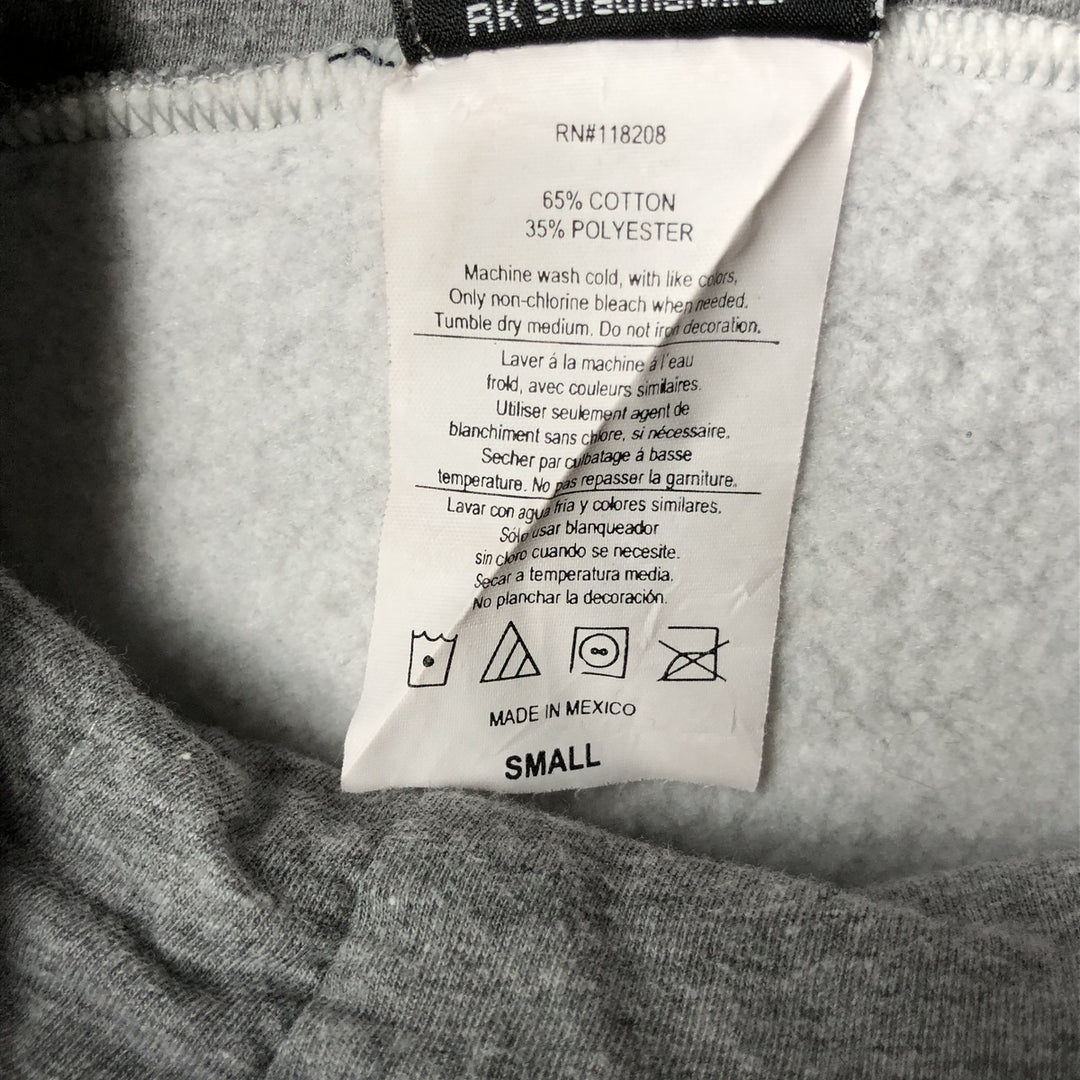 RK
RN#118208
65% COTTON
35% POLYESTER
Machine wash cold, with like colors,
Only non-chlorine bleach when needed.
Tumble dry medium. Do not iron decoration.
Laver á la machine á l'eau
frold, avec couleurs similaires.
Utiliser seulement agent de
blanchiment sans chlore, si nécessaire.
Secher par culbatage á basse
temperature. No pas repasser la garniture.
Lavar con agua fria y colores similares.
Sólo usar blanqueador
sin cloro cuando se necesite.
Secar a temperatura media.
No planchar la decoración.
MADE IN MEXICO
SMALL